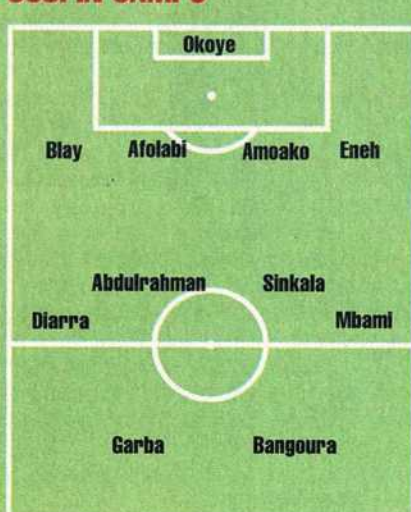 Okoye
Blay Afolabi Amoako Eneh
Abdulrahman Sinkala
Diarra Mbami
Garba Bangoura